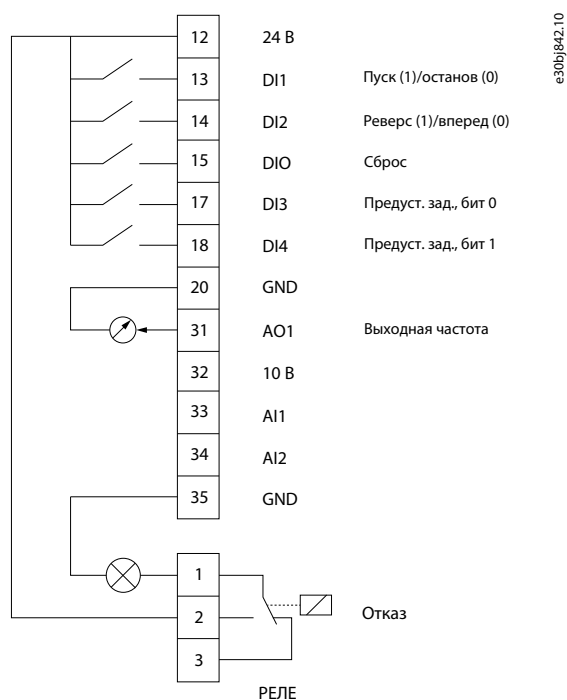 e30bj842.10
12 24 В
13 DI1 Пуск (1)/останов (0)
14 DI2 Реверс (1)/вперед (0)
15 DIO Сброс
17 DI3 Предуст. зад., бит 0
18 DI4 Предуст. зад., бит 1
20 GND
31 AO1 Выходная частота
32 10 В
33 AI1
34 AI2
35 GND
1
2 Отказ
3
РЕЛЕ